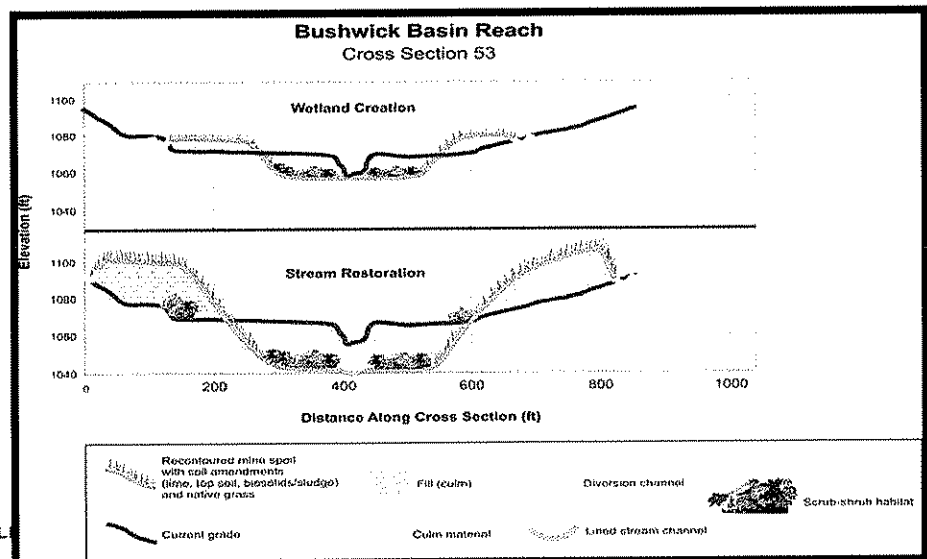 Bushwick Basin Reach
Cross Section 53
Wetland Creation
1100
1080
1060
1040
Elevation (ft)
Stream Restoration
1100
1080
1060
1040
0 200 400 600 800 1000
Distance Along Cross Section (ft)
Recontoured mine spoil
with soil amendments
(lime, top soil, biosolids/sludge)
and native grass
Fill (culm)
Diversion channel
Scrub-shrub habitat
Current grade
Culm material
Lined stream channel